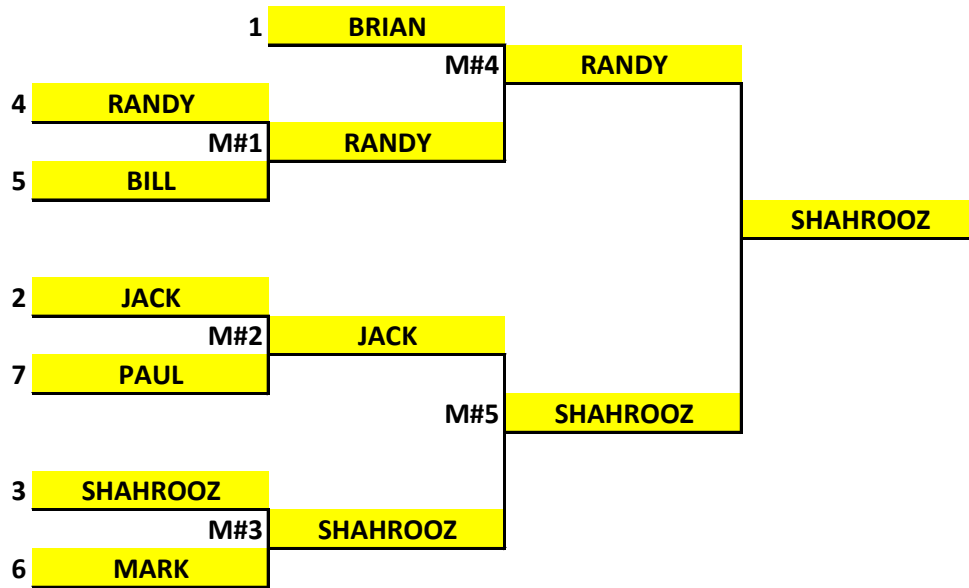 1 BRIAN
M#4 RANDY
4 RANDY
M#1 RANDY
5 BILL
SHAHROOZ
2 JACK
M#2 JACK
7 PAUL
M#5 SHAHROOZ
3 SHAHROOZ
M#3 SHAHROOZ
6 MARK